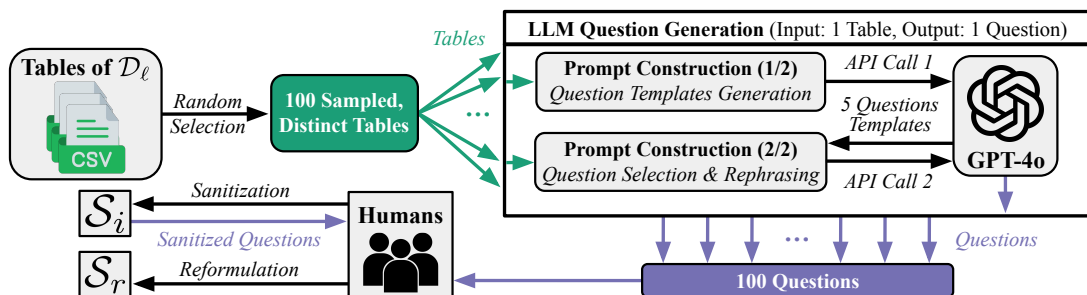 LLM Question Generation (Input: 1 Table, Output: 1 Question)
Tables of 𝒟ℓ
CSV
Random
Selection
100 Sampled,
Distinct Tables
Tables
...
Prompt Construction (1/2)
Question Templates Generation
API Call 1
5 Questions
Templates
Prompt Construction (2/2)
Question Selection & Rephrasing
API Call 2
GPT-4o
Questions
...
100 Questions
Humans
Sanitization
𝒮i
Sanitized Questions
Reformulation
𝒮r